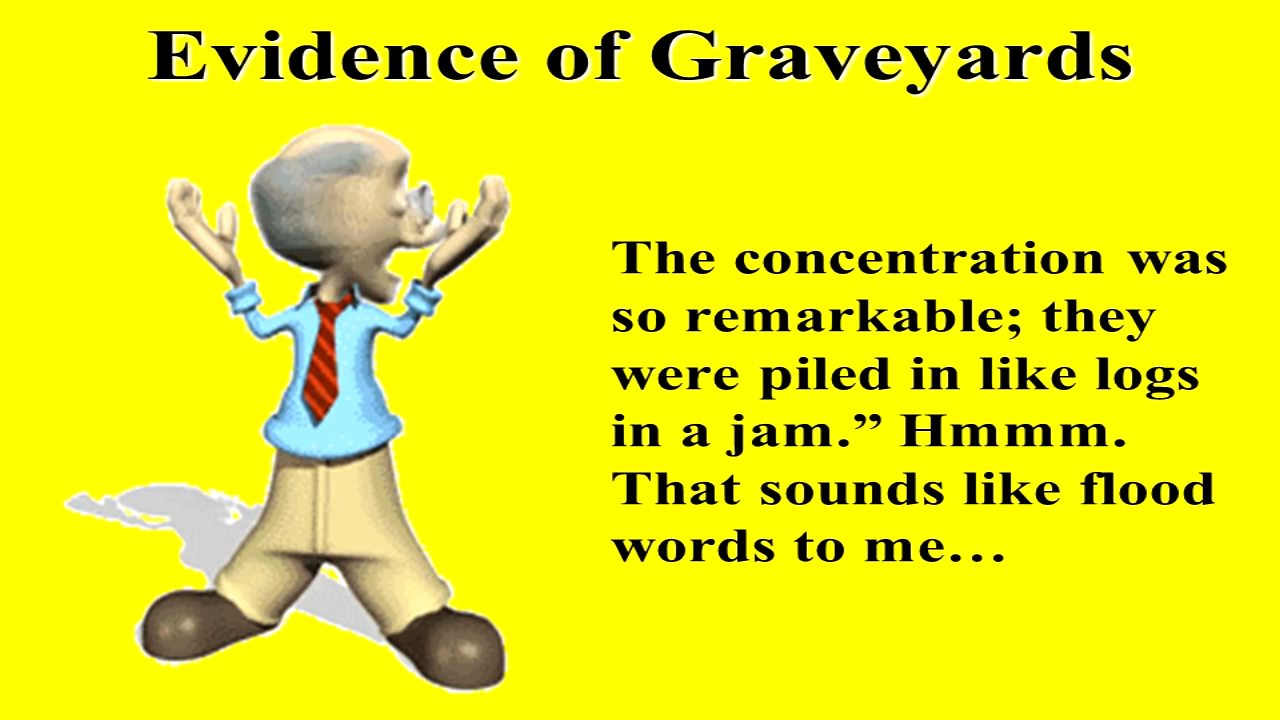 Evidence of Graveyards
The concentration was
so remarkable; they
were piled in like logs
in a jam.” Hmmm.
That sounds like flood
words to me…